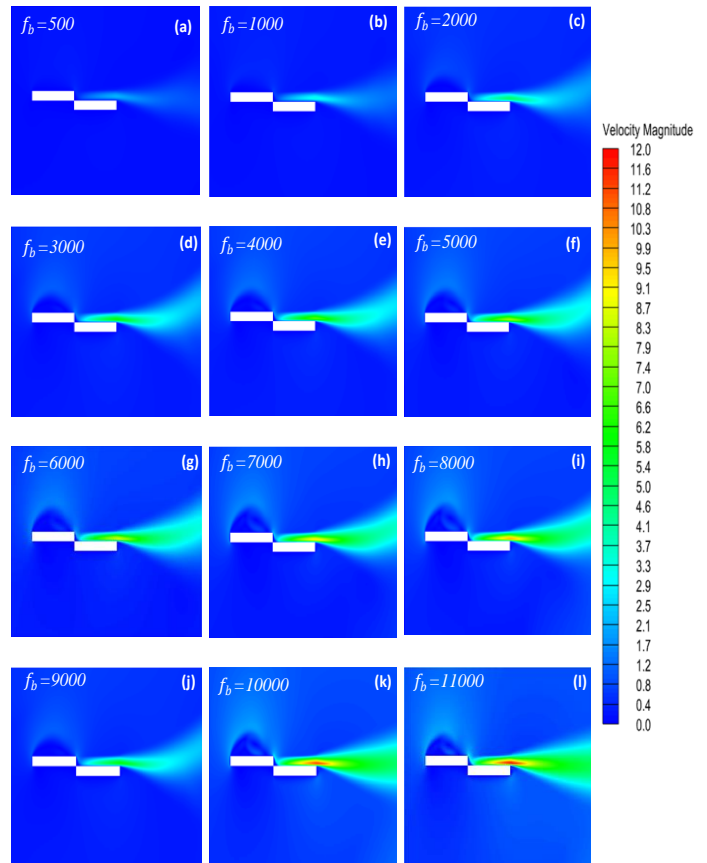 f_b=500 (a)
f_b=1000 (b)
f_b=2000 (c)
Velocity Magnitude
12.0
11.6
11.2
10.8
10.3
9.9
9.5
9.1
8.7
8.3
7.9
7.4
7.0
6.6
6.2
5.8
5.4
5.0
4.6
4.1
3.7
3.3
2.9
2.5
2.1
1.7
1.2
0.8
0.4
0.0
f_b=3000 (d)
f_b=4000 (e)
f_b=5000 (f)
f_b=6000 (g)
f_b=7000 (h)
f_b=8000 (i)
f_b=9000 (j)
f_b=10000 (k)
f_b=11000 (l)